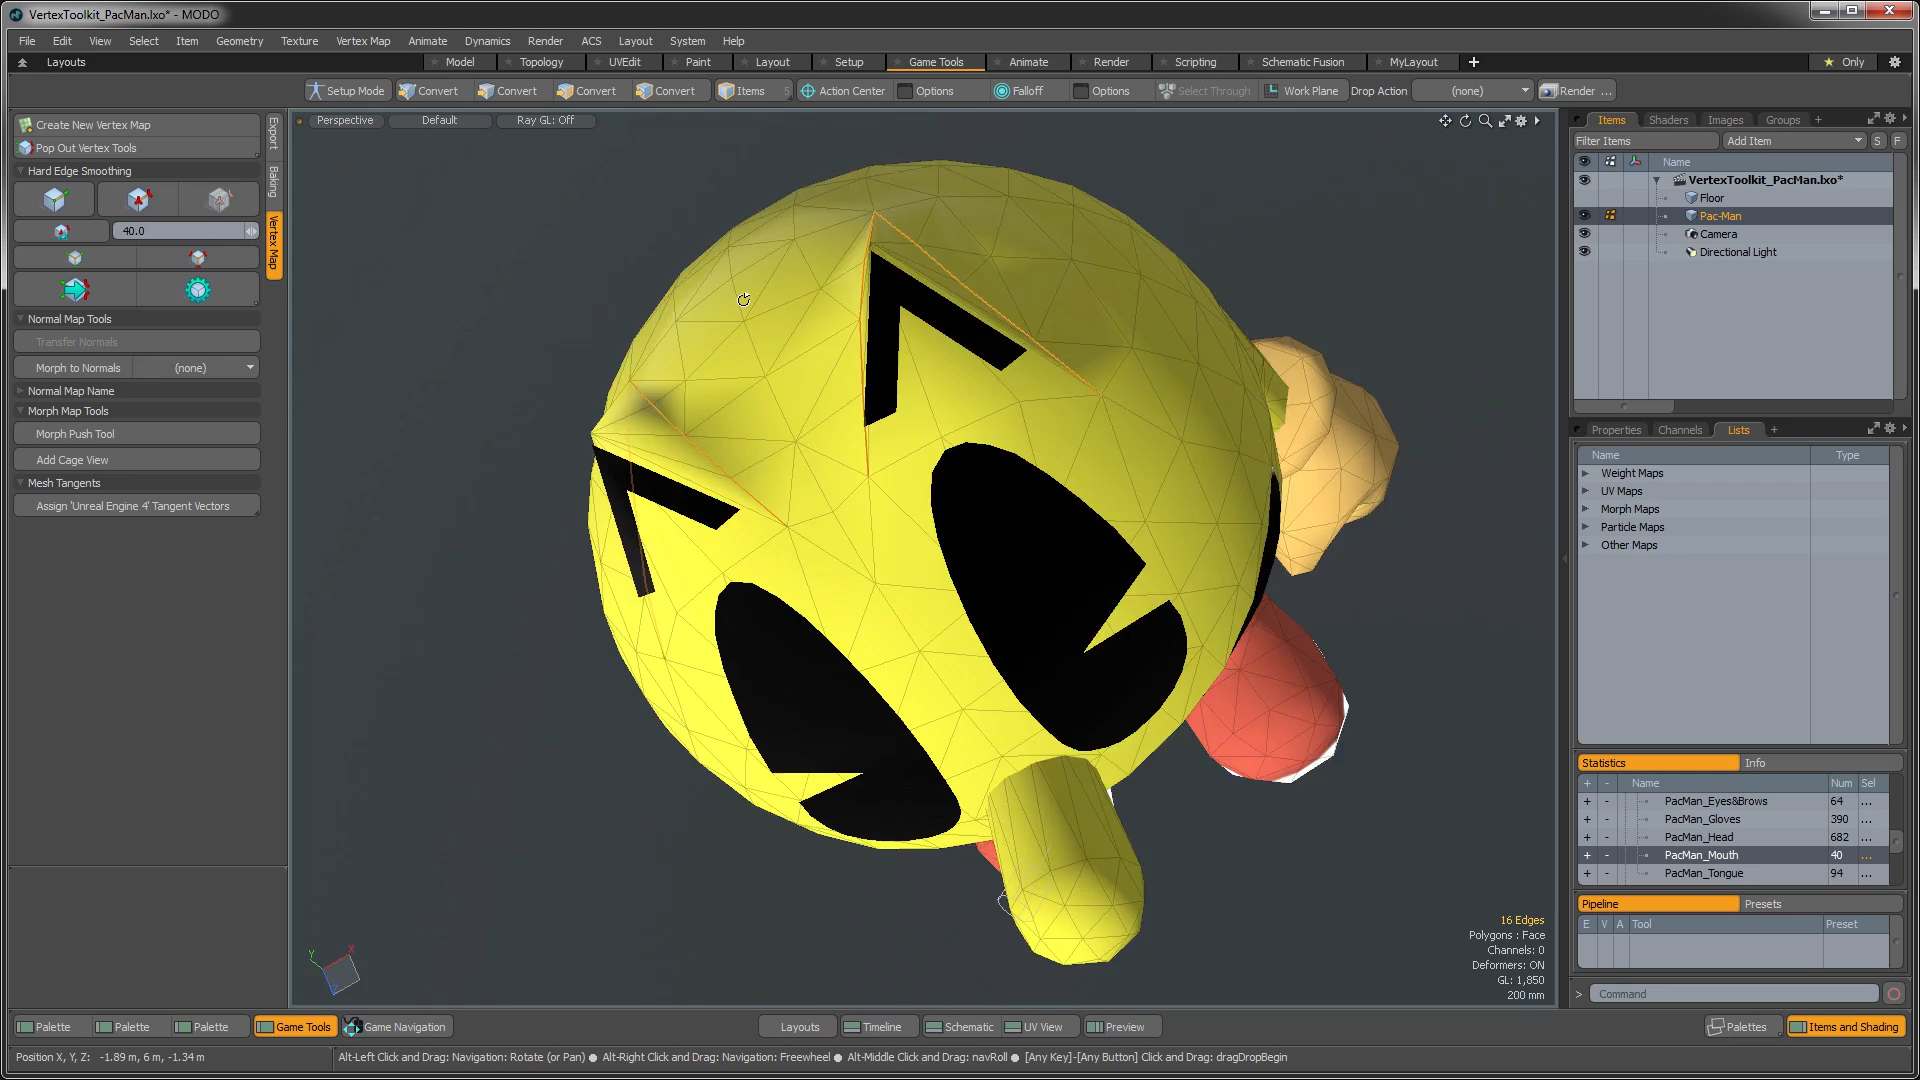 VertexToolkit_PacMan.lxo* - MODO
File Edit View Select Item Geometry Texture Vertex Map Animate Dynamics Render ACS Layout System Help
Layouts Model Topology UVEdit Paint Layout Setup Game Tools Animate Render Scripting Schematic Fusion MyLayout + Only
Setup Mode Convert Convert Convert Convert Items 5 Action Center Options Falloff Options Select Through Work Plane Drop Action (none) Render ...
Create New Vertex Map
Pop Out Vertex Tools
Hard Edge Smoothing
40.0
Normal Map Tools
Transfer Normals
Morph to Normals (none)
Normal Map Name
Morph Map Tools
Morph Push Tool
Add Cage View
Mesh Tangents
Assign 'Unreal Engine 4' Tangent Vectors
Export
Baking
Vertex Map
Perspective Default Ray GL: Off
Y X
16 Edges
Polygons : Face
Channels: 0
Deformers: ON
GL: 1,850
200 mm
Items Shaders Images Groups +
Filter Items Add Item S F
Name
VertexToolkit_PacMan.lxo*
Floor
Pac-Man
Camera
Directional Light
Properties Channels Lists +
Name Type
Weight Maps
UV Maps
Morph Maps
Particle Maps
Other Maps
Statistics Info
+ - Name Num Sel
+ - PacMan_Eyes&Brows 64 ...
+ - PacMan_Gloves 390 ...
+ - PacMan_Head 682 ...
+ - PacMan_Mouth 40 ...
+ - PacMan_Tongue 94 ...
Pipeline Presets
E V A Tool Preset
> Command
Palette Palette Palette Game Tools Game Navigation Layouts Timeline Schematic UV View Preview Palettes Items and Shading
Position X, Y, Z: -1.89 m, 6 m, -1.34 m Alt-Left Click and Drag: Navigation: Rotate (or Pan) ● Alt-Right Click and Drag: Navigation: Freewheel ● Alt-Middle Click and Drag: navRoll ● [Any Key]-[Any Button] Click and Drag: dragDropBegin